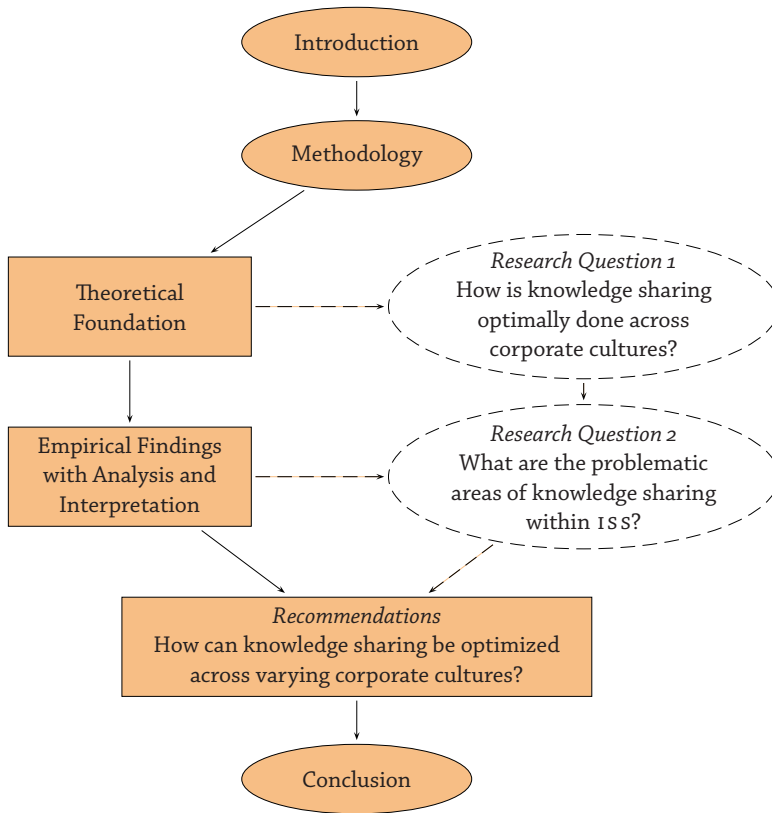 Introduction
Methodology
Theoretical
Foundation
Research Question 1
How is knowledge sharing
optimally done across
corporate cultures?
Empirical Findings
with Analysis and
Interpretation
Research Question 2
What are the problematic
areas of knowledge sharing
within ISS?
Recommendations
How can knowledge sharing be optimized
across varying corporate cultures?
Conclusion